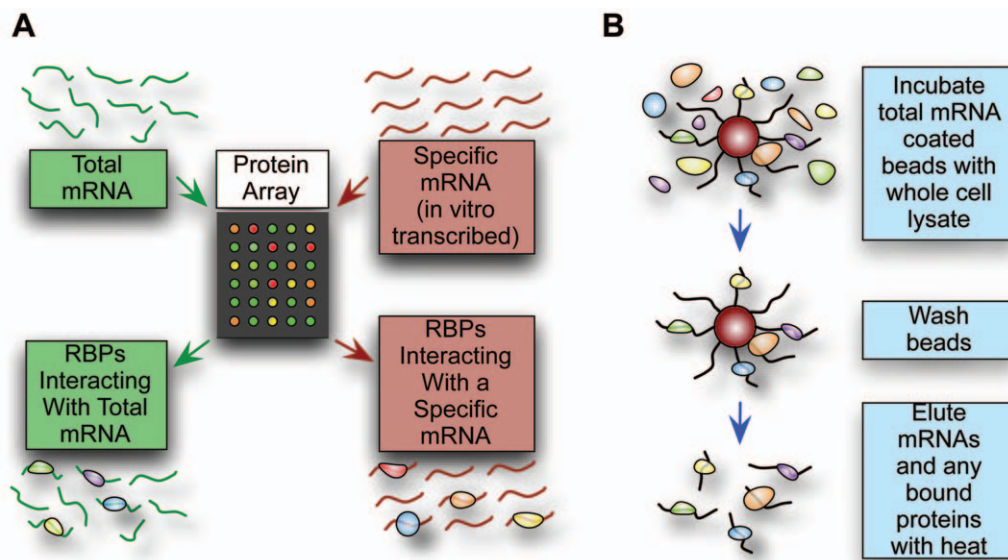 A
Total
mRNA
Protein
Array
Specific
mRNA
(in vitro
transcribed)
RBPs
Interacting
With Total
mRNA
RBPs
Interacting
With a
Specific
mRNA
B
Incubate
total mRNA
coated
beads with
whole cell
lysate
Wash
beads
Elute
mRNAs
and any
bound
proteins
with heat